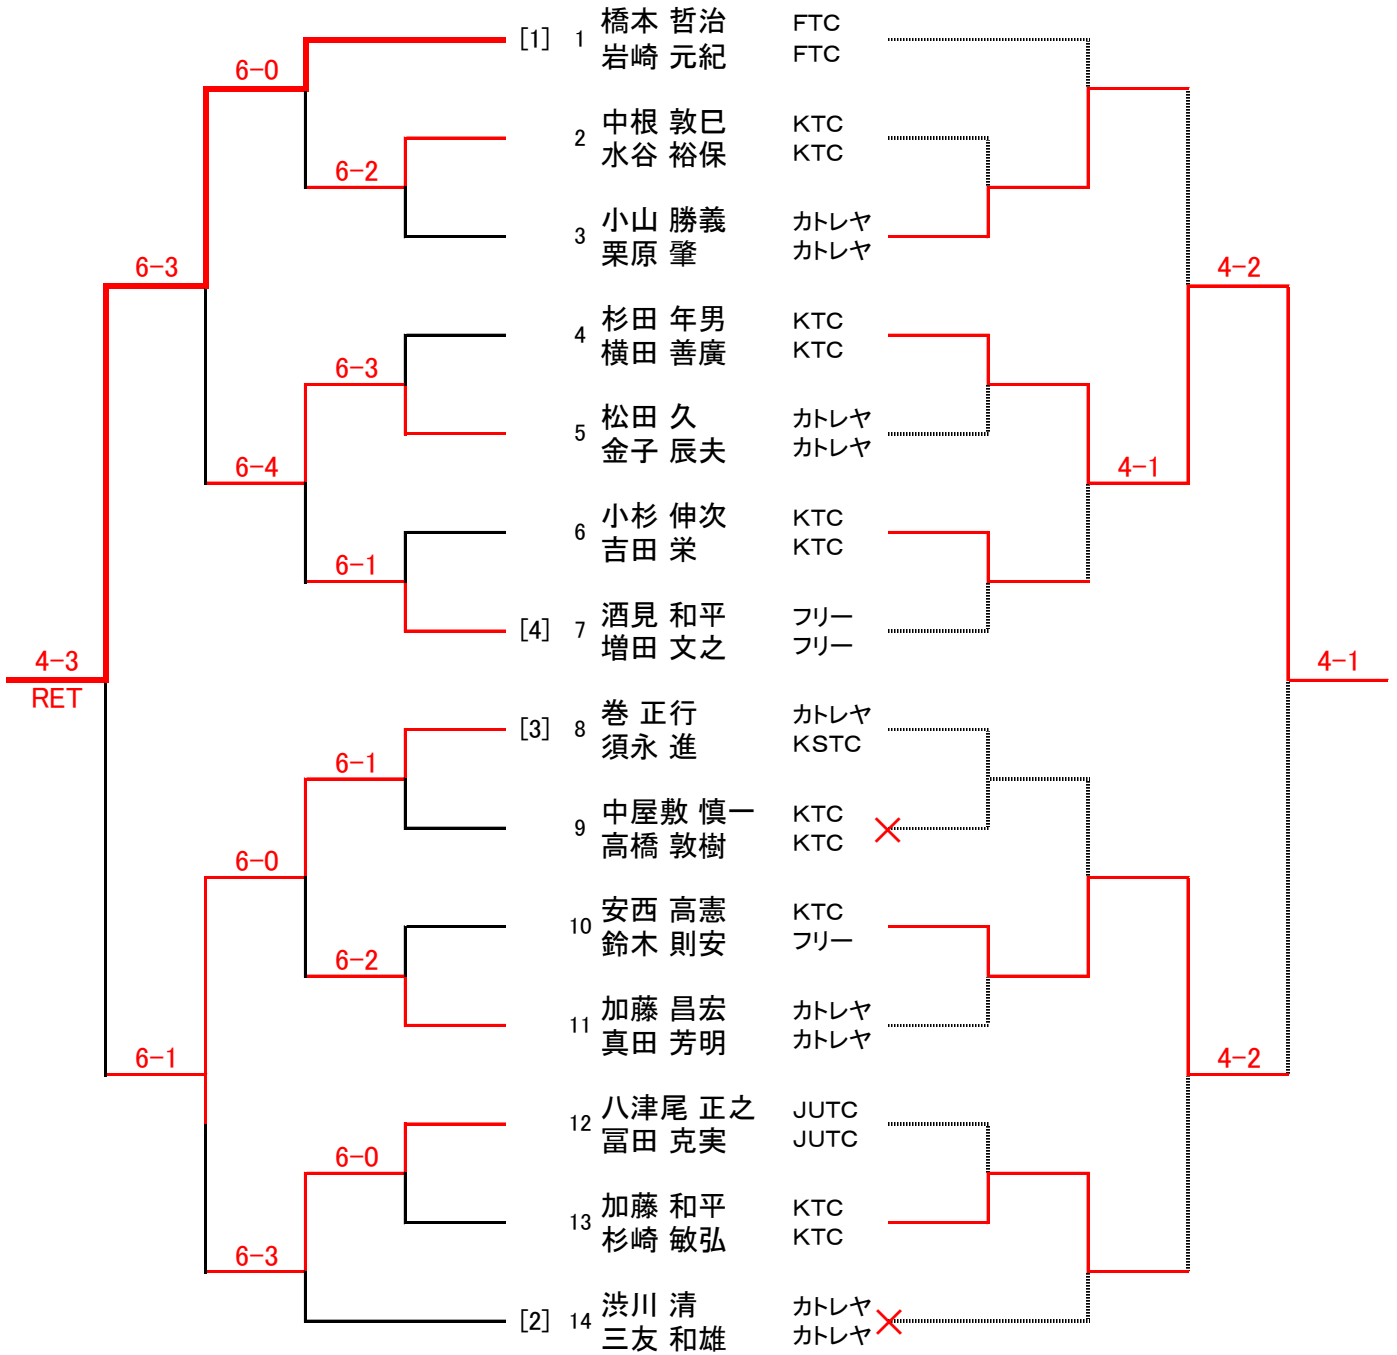 [1] 1 橋本 哲治 FTC
岩崎 元紀 FTC
6-0
2 中根 敦巳 KTC
水谷 裕保 KTC
6-2
3 小山 勝義 カトレヤ
栗原 肇 カトレヤ
6-3 4-2
4 杉田 年男 KTC
横田 善廣 KTC
6-3
5 松田 久 カトレヤ
金子 辰夫 カトレヤ
6-4 4-1
6 小杉 伸次 KTC
吉田 栄 KTC
6-1
[4] 7 酒見 和平 フリー
増田 文之 フリー
4-3 4-1
RET
[3] 8 巻 正行 カトレヤ
須永 進 KSTC
6-1
9 中屋敷 慎一 KTC
高橋 敦樹 KTC
6-0
10 安西 高憲 KTC
鈴木 則安 フリー
6-2
11 加藤 昌宏 カトレヤ
真田 芳明 カトレヤ
6-1 4-2
12 八津尾 正之 JUTC
冨田 克実 JUTC
6-0
13 加藤 和平 KTC
杉崎 敏弘 KTC
6-3
[2] 14 渋川 清 カトレヤ
三友 和雄 カトレヤ